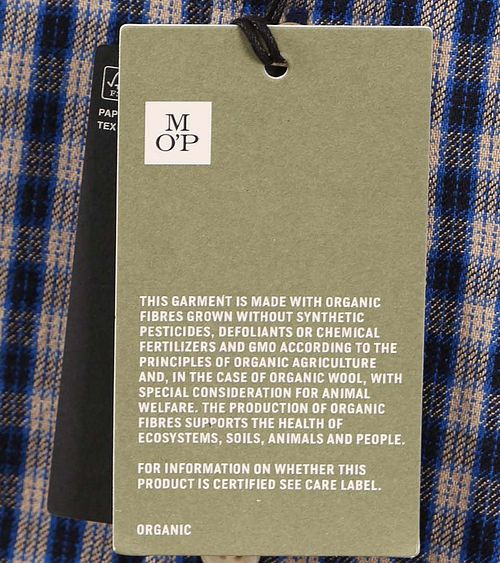 M
O'P
PAP
TEX
THIS GARMENT IS MADE WITH ORGANIC
FIBRES GROWN WITHOUT SYNTHETIC
PESTICIDES, DEFOLIANTS OR CHEMICAL
FERTILIZERS AND GMO ACCORDING TO THE
PRINCIPLES OF ORGANIC AGRICULTURE
AND, IN THE CASE OF ORGANIC WOOL, WITH
SPECIAL CONSIDERATION FOR ANIMAL
WELFARE. THE PRODUCTION OF ORGANIC
FIBRES SUPPORTS THE HEALTH OF
ECOSYSTEMS, SOILS, ANIMALS AND PEOPLE.
FOR INFORMATION ON WHETHER THIS
PRODUCT IS CERTIFIED SEE CARE LABEL.
ORGANIC